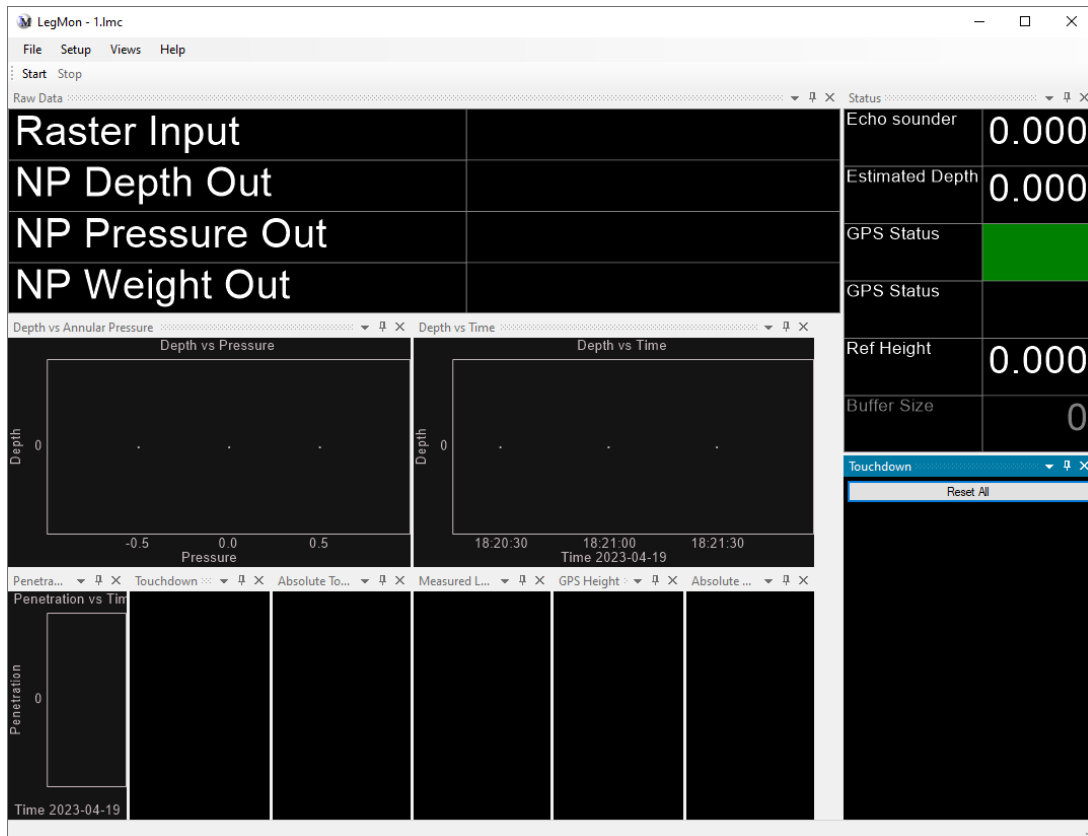 LegMon - 1.lmc
File Setup Views Help
Start Stop
Raw Data
Raster Input
NP Depth Out
NP Pressure Out
NP Weight Out
Status
Echo sounder 0.000
Estimated Depth 0.000
GPS Status
GPS Status
Ref Height 0.000
Buffer Size 0
Depth vs Annular Pressure
Depth vs Pressure
Depth
0
-0.5 0.0 0.5
Pressure
Depth vs Time
Depth vs Time
Depth
0
18:20:30 18:21:00 18:21:30
Time 2023-04-19
Touchdown
Reset All
Penetra...
Penetration vs Tim
Penetration
0
Time 2023-04-19
Touchdown
Absolute To...
Measured L...
GPS Height
Absolute ...